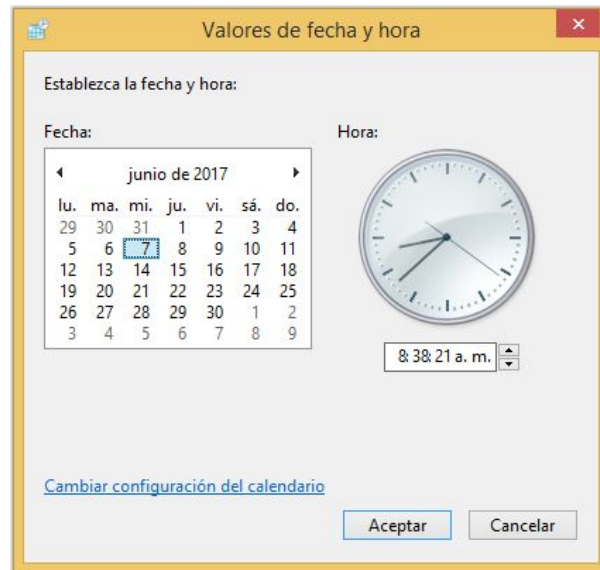 Valores de fecha y hora
Establezca la fecha y hora:
Fecha:
Hora:
junio de 2017
lu. ma. mi. ju. vi. sá. do.
29 30 31 1 2 3 4
5 6 7 8 9 10 11
12 13 14 15 16 17 18
19 20 21 22 23 24 25
26 27 28 29 30 1 2
3 4 5 6 7 8 9
8: 38: 21 a. m.
Cambiar configuración del calendario
Aceptar
Cancelar